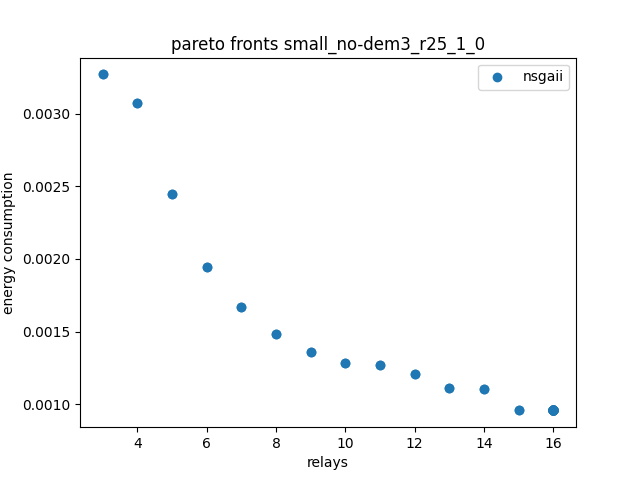 pareto fronts small_no-dem3_r25_1_0
nsgaii
energy consumption
0.0030
0.0025
0.0020
0.0015
0.0010
4 6 8 10 12 14 16
relays